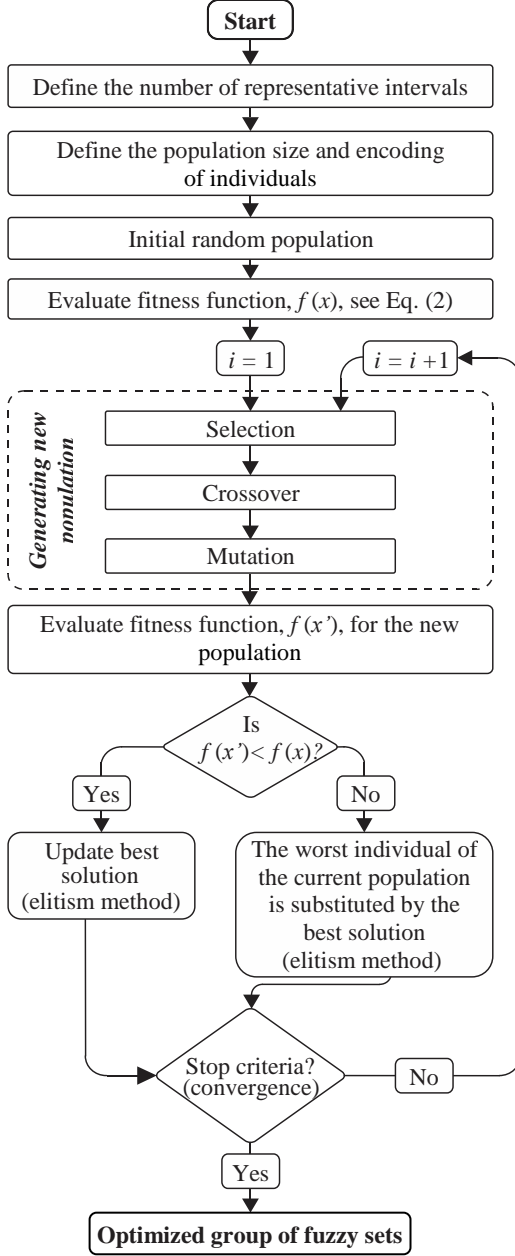 Start
Define the number of representative intervals
Define the population size and encoding
of individuals
Initial random population
Evaluate fitness function, f (x), see Eq. (2)
i = 1
i = i +1
Generating new
population
Selection
Crossover
Mutation
Evaluate fitness function, f (x’), for the new
population
Is
f (x’)< f (x)?
Yes
No
Update best
solution
(elitism method)
The worst individual of
the current population
is substituted by the
best solution
(elitism method)
Stop criteria?
(convergence)
No
Yes
Optimized group of fuzzy sets